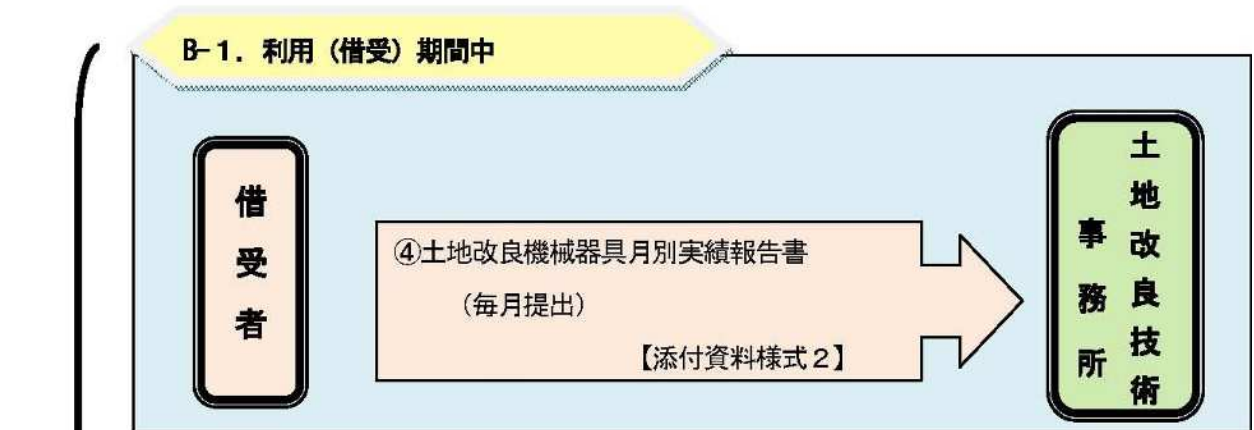 B-1．利用（借受）期間中
借受者
④土地改良機械器具月別実績報告書
（毎月提出）
【添付資料様式２】
土地改良技術
事務所